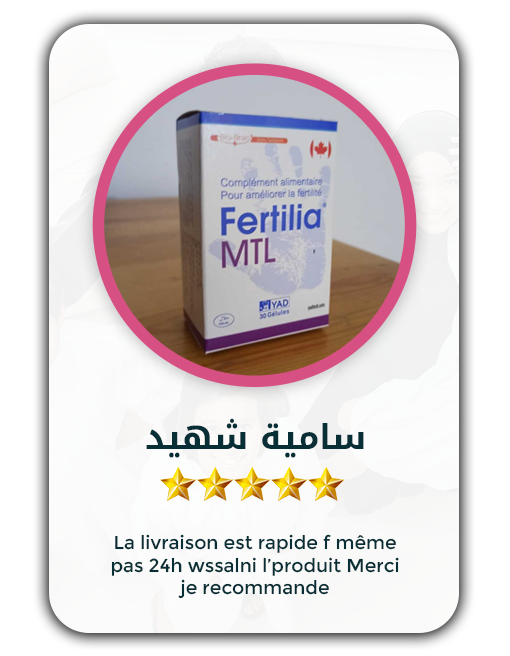 Complément alimentaire
Pour améliorer la fertilité
Fertilia
MTL
YAD
30 Gélules
سامية شهيد
La livraison est rapide f même
pas 24h wssalni l'produit Merci
je recommande